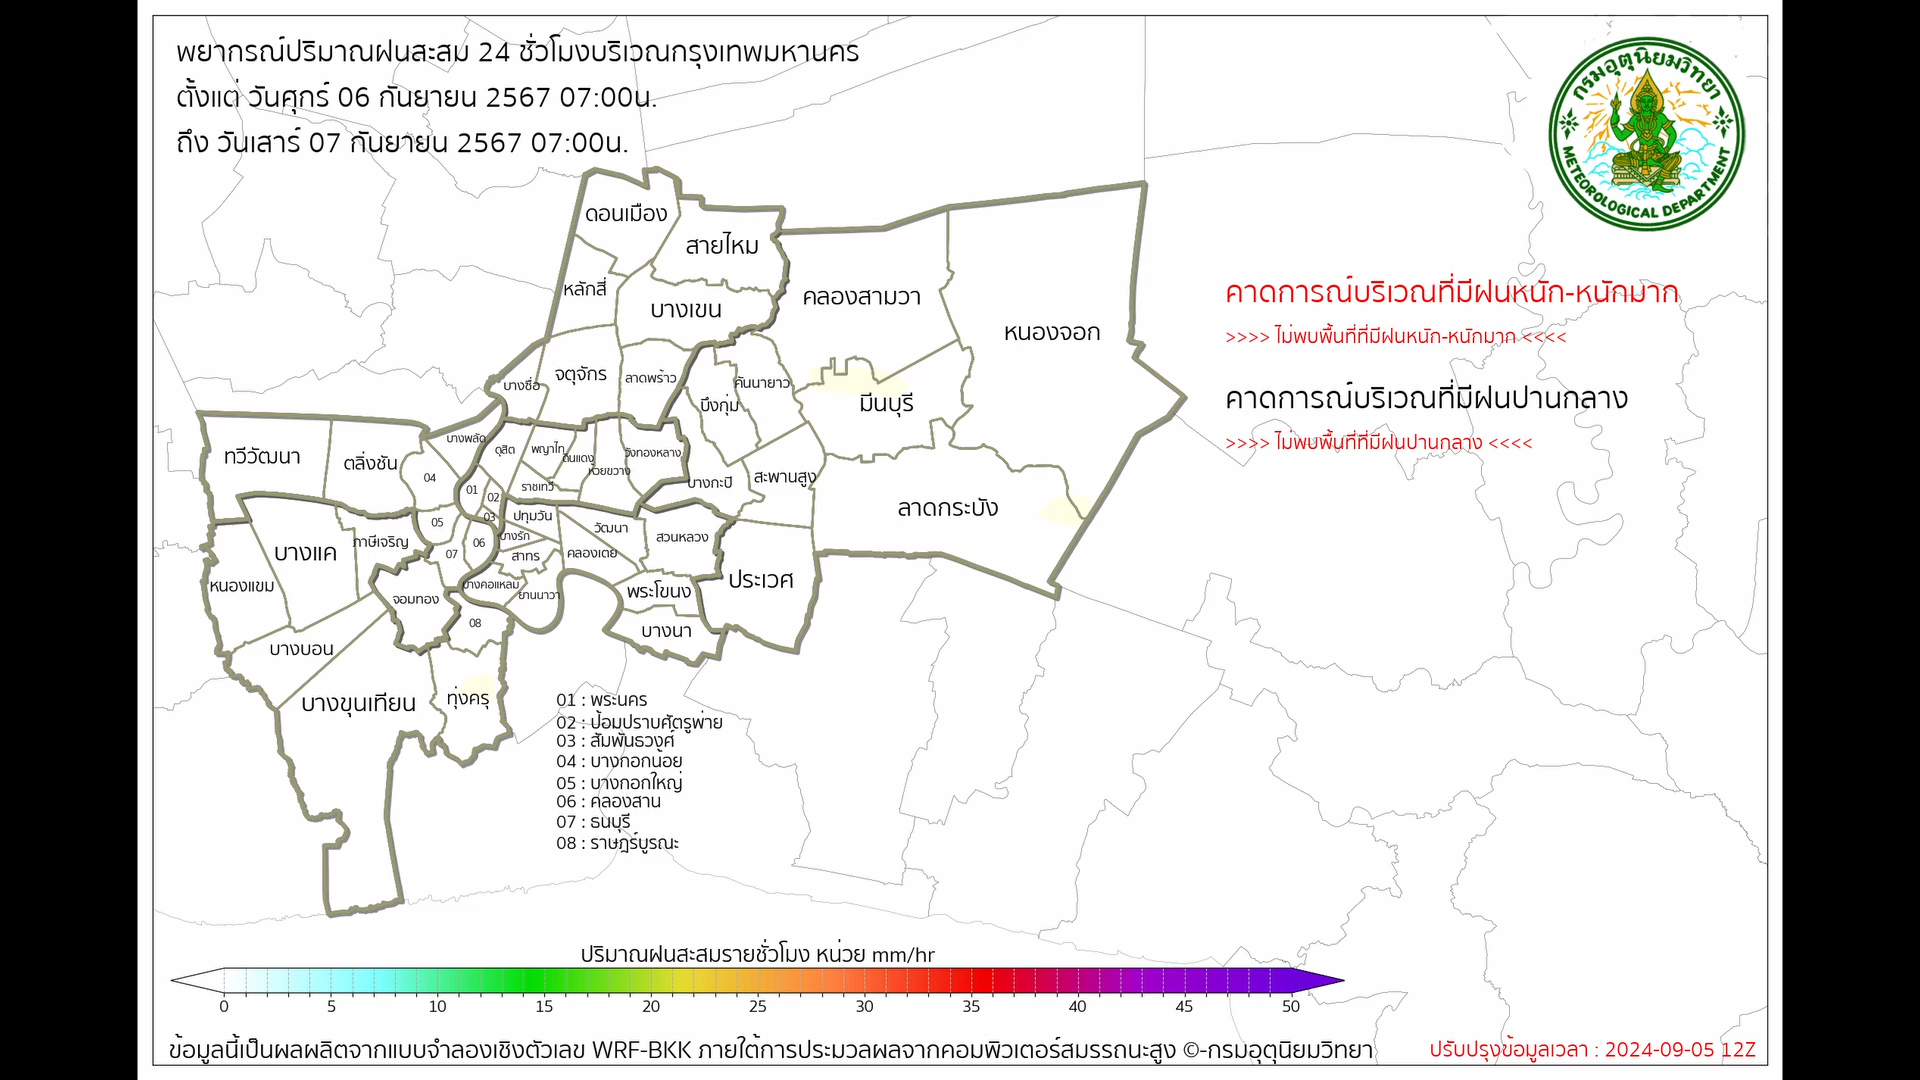 พยากรณ์ปริมาณฝนสะสม 24 ชั่วโมงบริเวณกรุงเทพมหานคร
ตั้งแต่ วันศุกร์ 06 กันยายน 2567 07:00น.
ถึง วันเสาร์ 07 กันยายน 2567 07:00น.
กรมอุตุนิยมวิทยา
METEOROLOGICAL DEPARTMENT
คาดการณ์บริเวณที่มีฝนหนัก-หนักมาก
>>>> ไม่พบพื้นที่ที่มีฝนหนัก-หนักมาก <<<<
คาดการณ์บริเวณที่มีฝนปานกลาง
>>>> ไม่พบพื้นที่ที่มีฝนปานกลาง <<<<
ดอนเมือง
สายไหม
หลักสี่
บางเขน
คลองสามวา
หนองจอก
บางซื่อ
จตุจักร
ลาดพร้าว
บึงกุ่ม
คันนายาว
มีนบุรี
ทวีวัฒนา
ตลิ่งชัน
บางพลัด
ดุสิต
พญาไท
ดินแดง
ห้วยขวาง
วังทองหลาง
บางกะปิ
สะพานสูง
ลาดกระบัง
04
01
02
03
ราชเทวี
ปทุมวัน
05
06
07
บางรัก
สาทร
วัฒนา
คลองเตย
สวนหลวง
ประเวศ
บางแค
ภาษีเจริญ
หนองแขม
จอมทอง
บางคอแหลม
ยานนาวา
พระโขนง
บางนา
08
บางบอน
บางขุนเทียน
ทุ่งครุ
01 : พระนคร
02 : ป้อมปราบศัตรูพ่าย
03 : สัมพันธวงศ์
04 : บางกอกน้อย
05 : บางกอกใหญ่
06 : คลองสาน
07 : ธนบุรี
08 : ราษฎร์บูรณะ
ปริมาณฝนสะสมรายชั่วโมง หน่วย mm/hr
0 5 10 15 20 25 30 35 40 45 50
ข้อมูลนี้เป็นผลผลิตจากแบบจำลองเชิงตัวเลข WRF-BKK ภายใต้การประมวลผลจากคอมพิวเตอร์สมรรถนะสูง ©-กรมอุตุนิยมวิทยา
ปรับปรุงข้อมูลเวลา : 2024-09-05 12Z